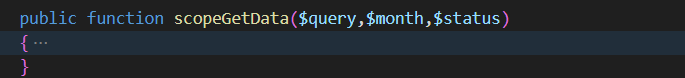 public function scopeGetData($query,$month,$status)
{ ...
}